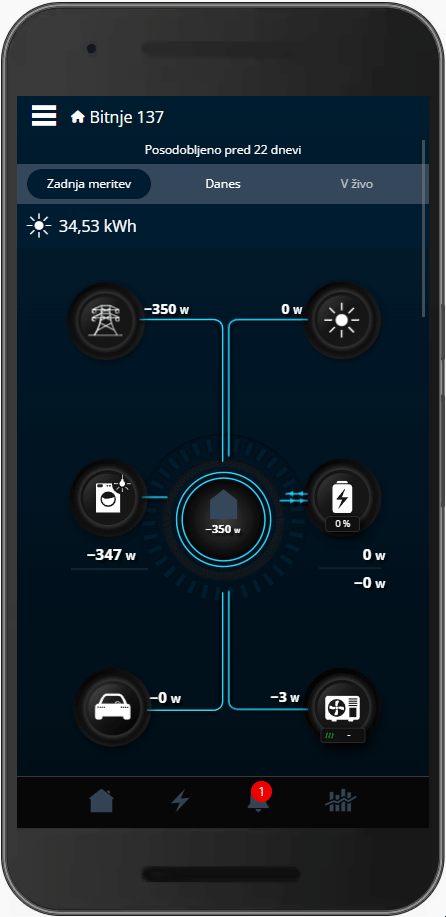 Bitnje 137
Posodobljeno pred 22 dnevi
Zadnja meritev Danes V živo
34,53 kWh
−350 W 0 W
−350 W
0 %
−347 W 0 W
−0 W
−0 W −3 W
-
1